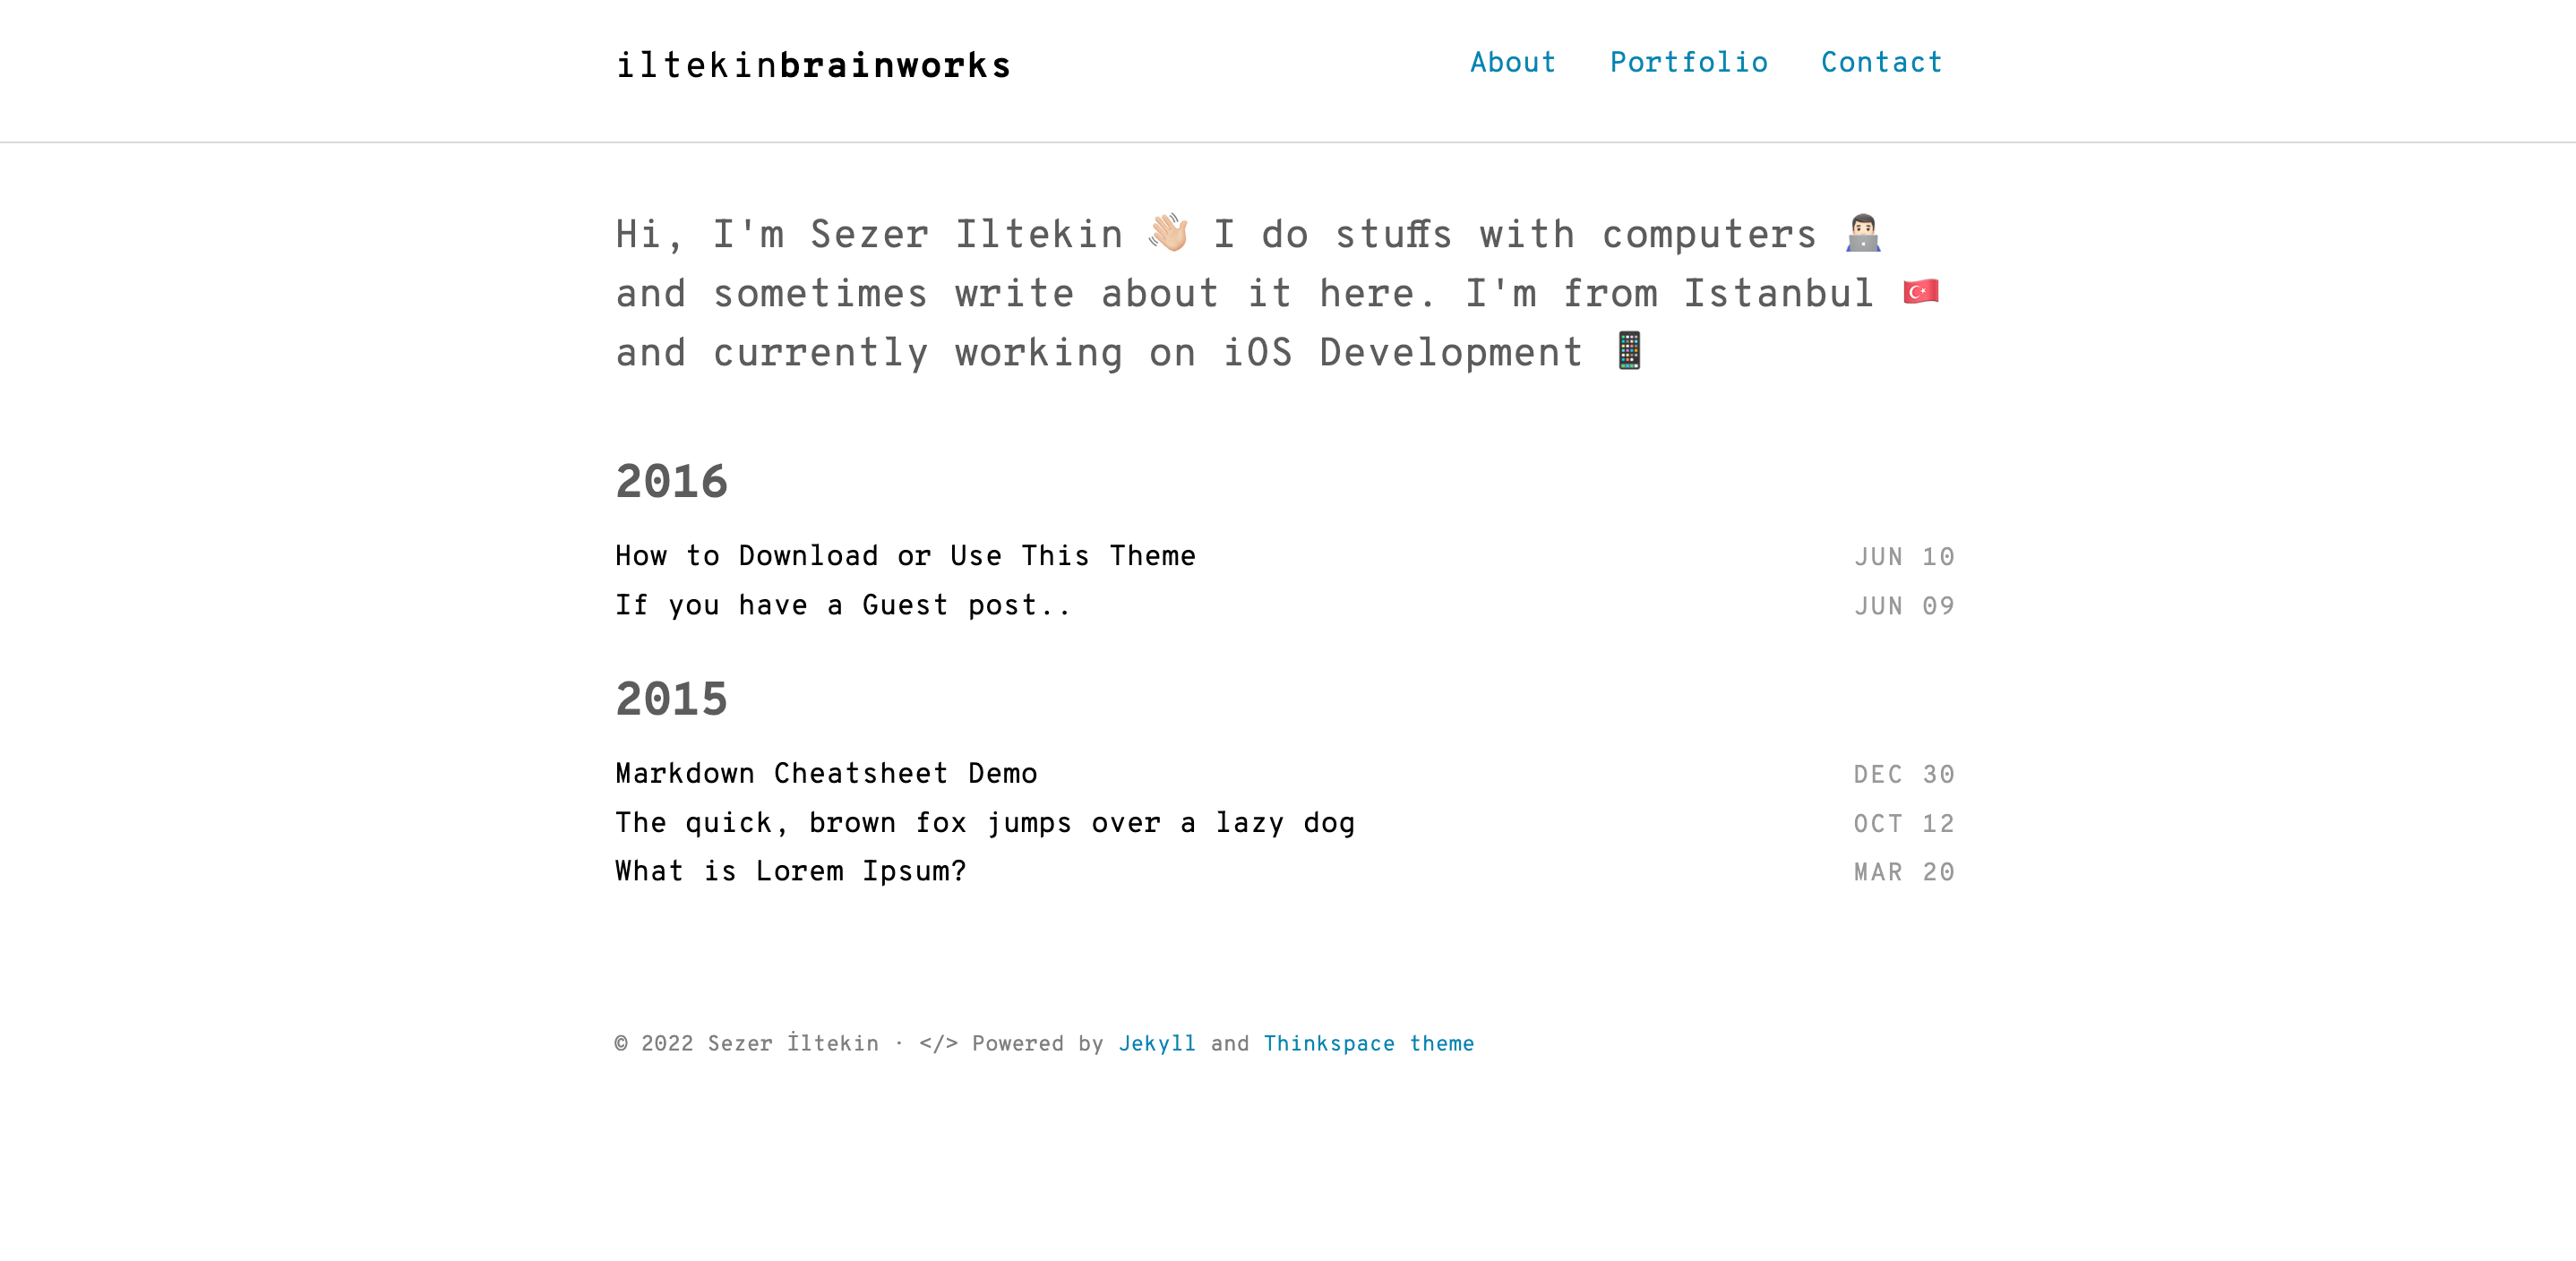 iltekinbrainworks
About Portfolio Contact
Hi, I'm Sezer Iltekin 👋🏻 I do stuffs with computers 👨🏻‍💻
and sometimes write about it here. I'm from Istanbul 🇹🇷
and currently working on iOS Development 📱
2016
How to Download or Use This Theme JUN 10
If you have a Guest post.. JUN 09
2015
Markdown Cheatsheet Demo DEC 30
The quick, brown fox jumps over a lazy dog OCT 12
What is Lorem Ipsum? MAR 20
© 2022 Sezer İltekin · </> Powered by Jekyll and Thinkspace theme